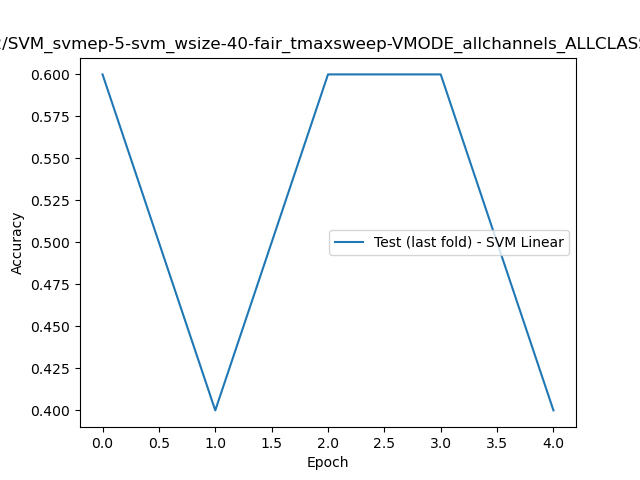 /SVM_svmep-5-svm_wsize-40-fair_tmaxsweep-VMODE_allchannels_ALLCLAS
0.600
0.575
0.550
0.525
0.500
0.475
0.450
0.425
0.400
Accuracy
Test (last fold) - SVM Linear
0.0 0.5 1.0 1.5 2.0 2.5 3.0 3.5 4.0
Epoch